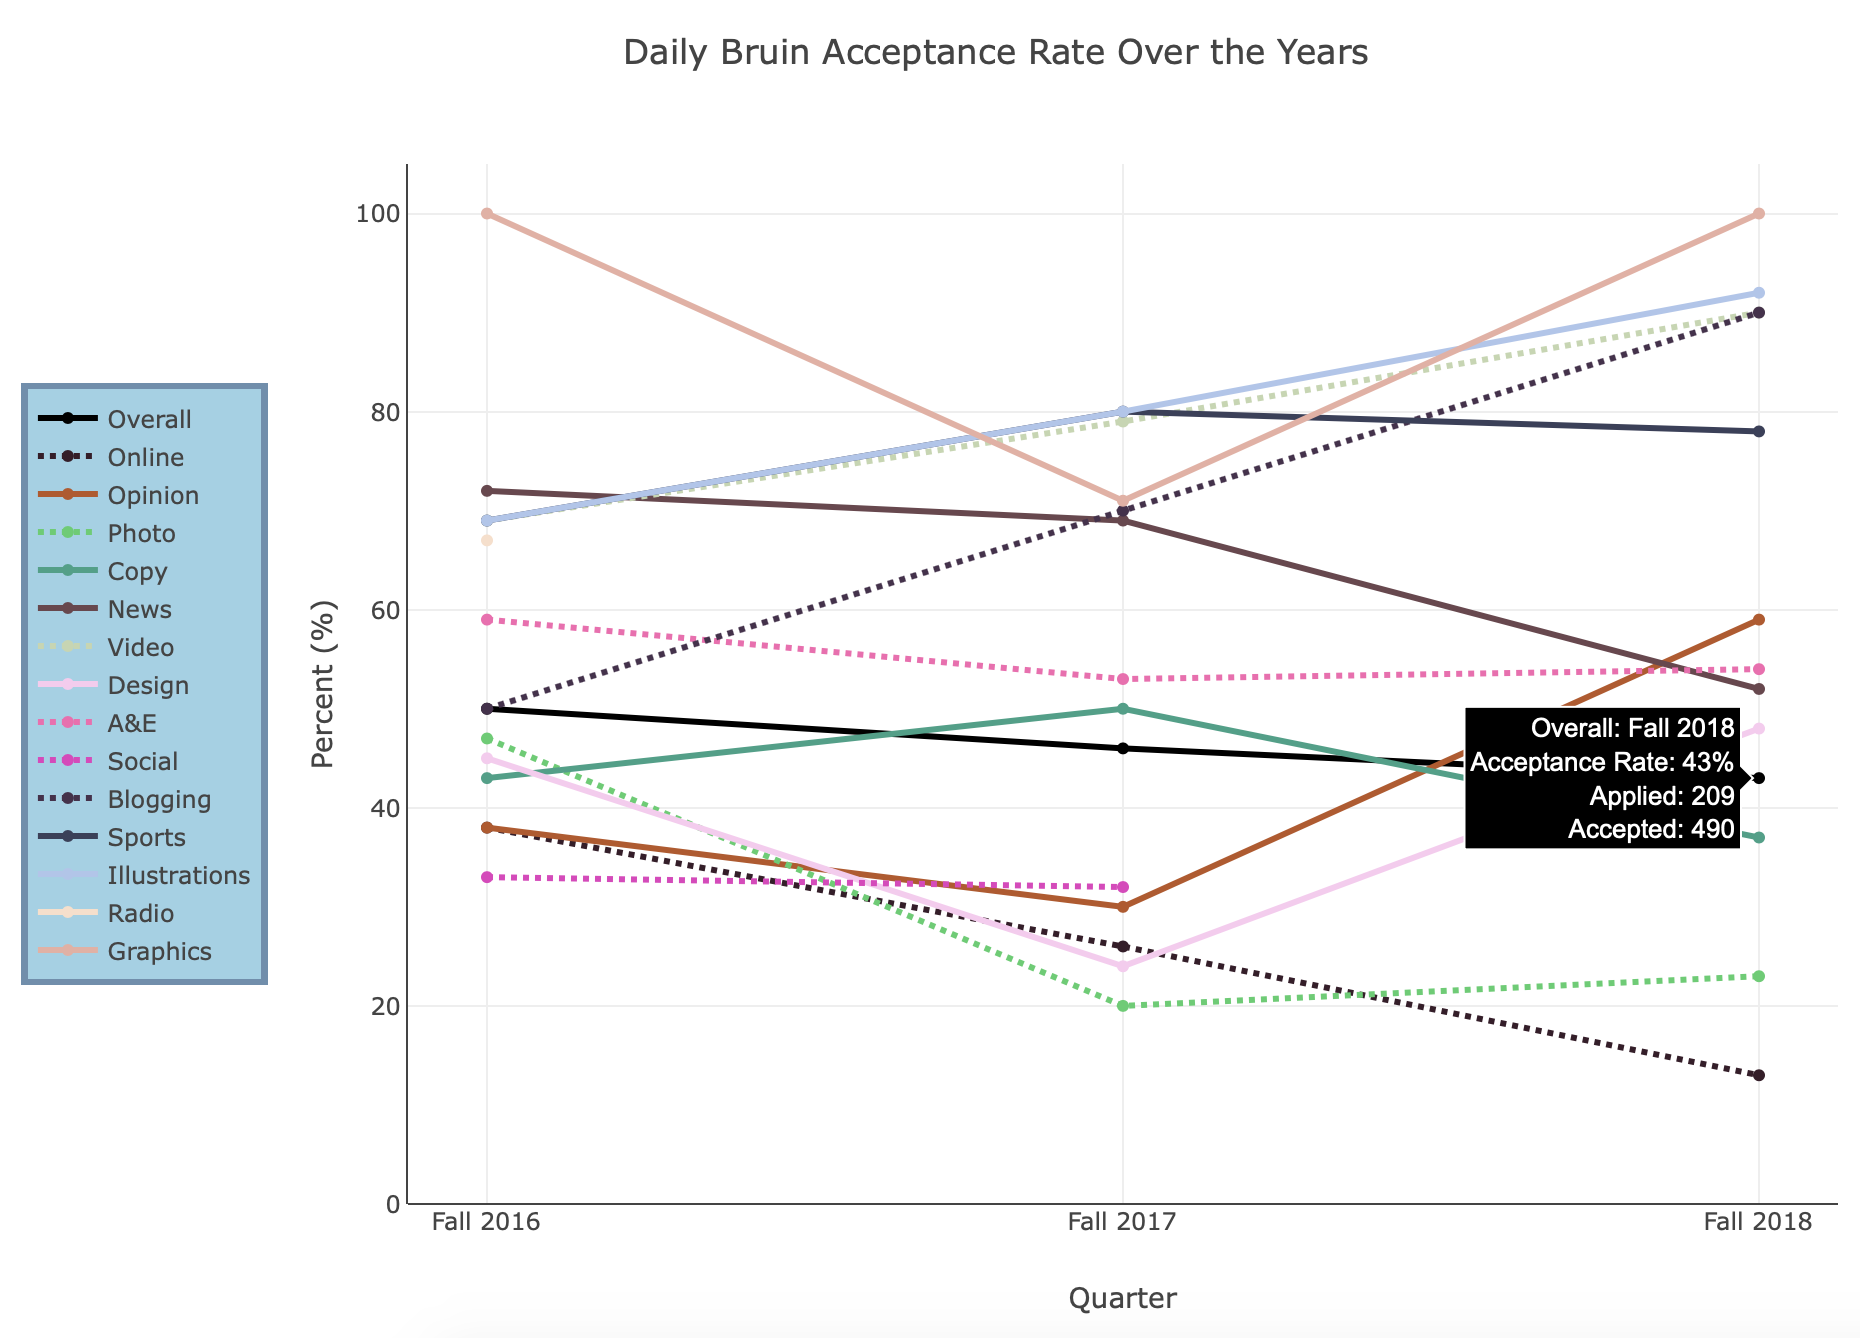 Daily Bruin Acceptance Rate Over the Years
Overall
Online
Opinion
Photo
Copy
News
Video
Design
A&E
Social
Blogging
Sports
Illustrations
Radio
Graphics
Percent (%)
100
80
60
40
20
0
Overall: Fall 2018
Acceptance Rate: 43%
Applied: 209
Accepted: 490
Fall 2016
Fall 2017
Fall 2018
Quarter